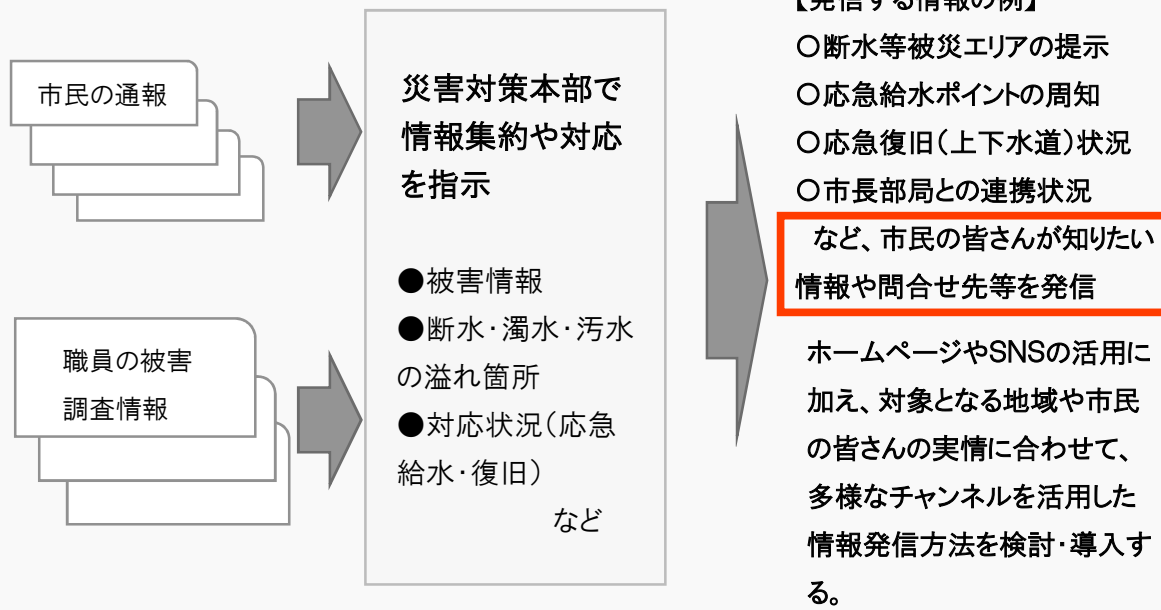 市民の通報
職員の被害
調査情報
災害対策本部で
情報集約や対応
を指示
●被害情報
●断水・濁水・汚水
の溢れ箇所
●対応状況(応急
給水・復旧)
など
【発信する情報の例】
○断水等被災エリアの提示
○応急給水ポイントの周知
○応急復旧(上下水道)状況
○市長部局との連携状況
など、市民の皆さんが知りたい
情報や問合せ先等を発信
ホームページやSNSの活用に
加え、対象となる地域や市民
の皆さんの実情に合わせて、
多様なチャンネルを活用した
情報発信方法を検討・導入す
る。